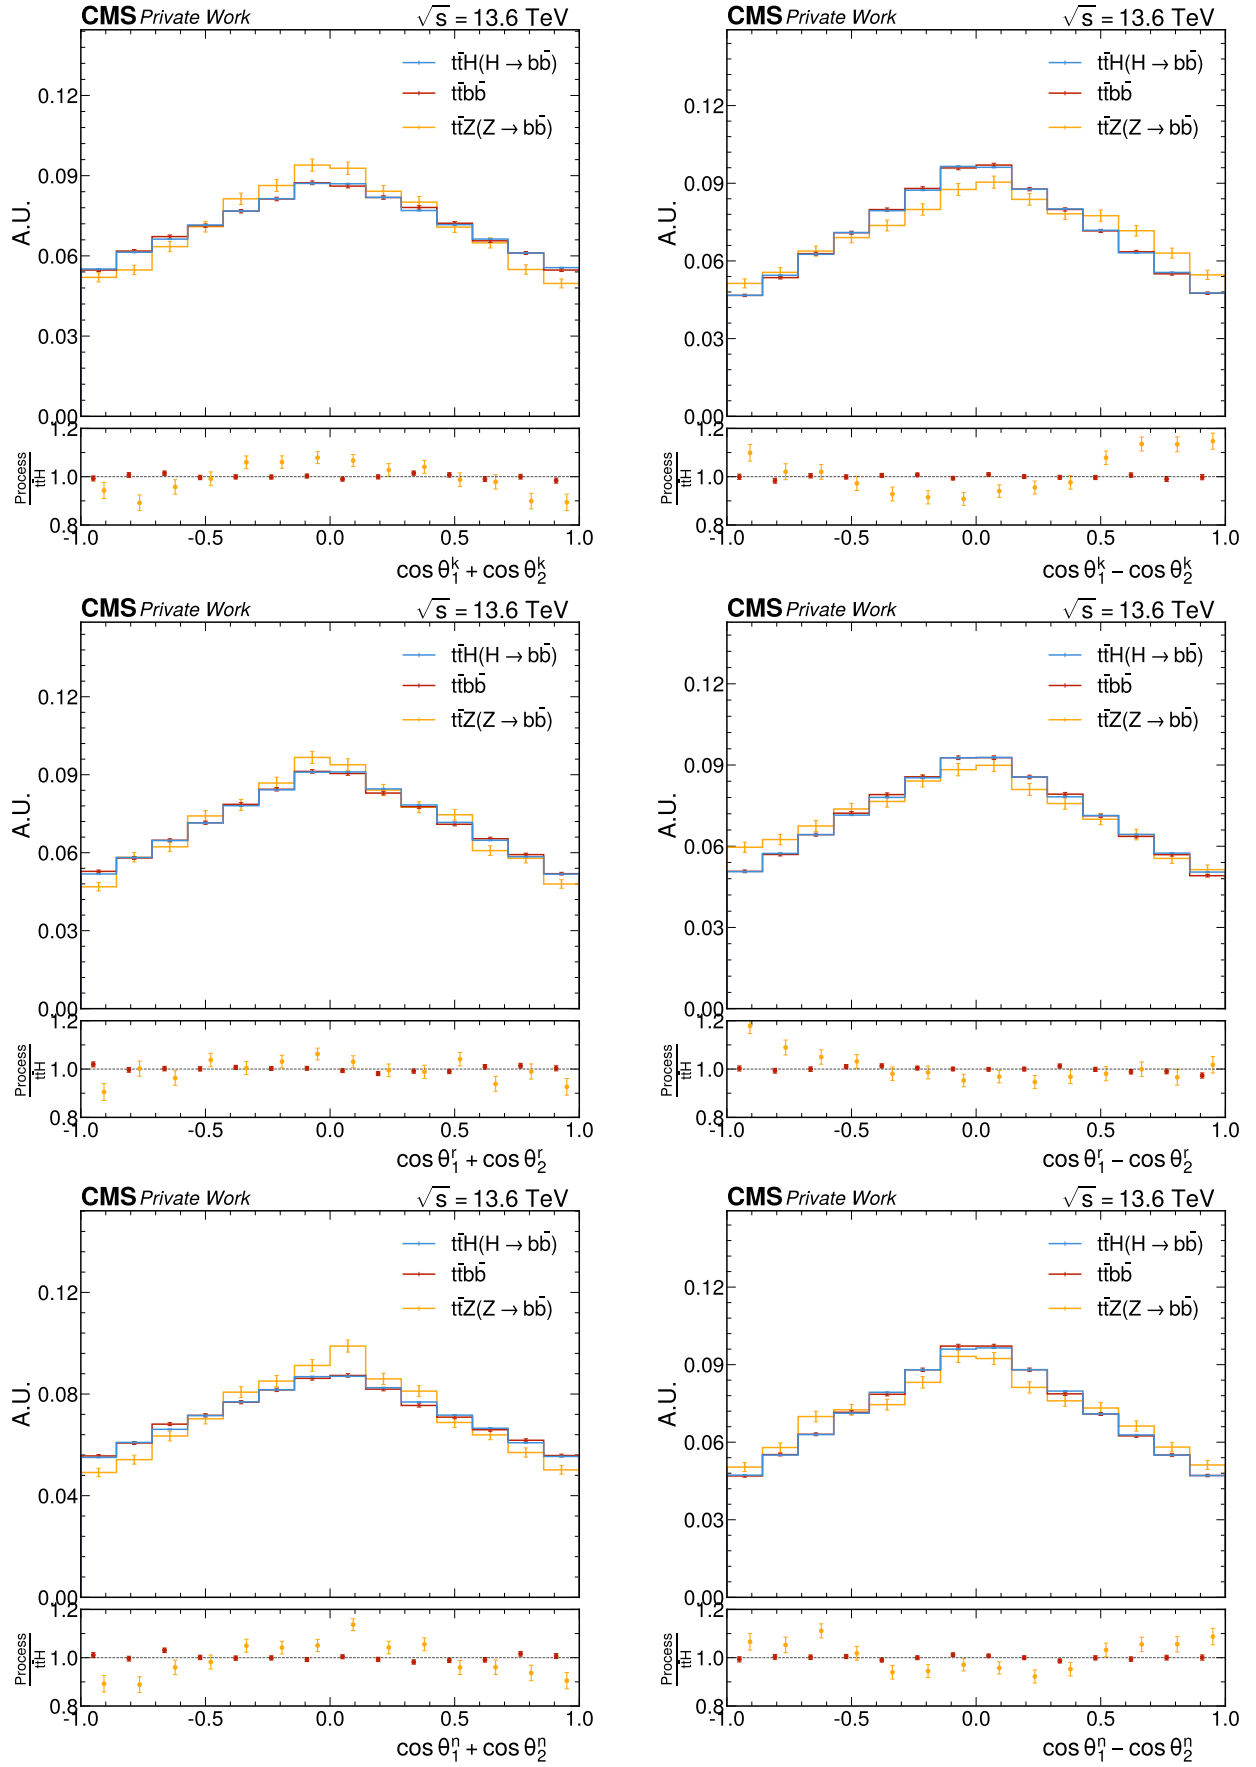 CMS Private Work √s = 13.6 TeV
tt̄H(H → bb̄)
tt̄bb̄
tt̄Z(Z → bb̄)
A.U.
0.12
0.09
0.06
0.03
0.00
Process
tt̄H
1.2
1.0
0.8
-1.0 -0.5 0.0 0.5 1.0
cos θ₁ᵏ + cos θ₂ᵏ
CMS Private Work √s = 13.6 TeV
tt̄H(H → bb̄)
tt̄bb̄
tt̄Z(Z → bb̄)
A.U.
0.12
0.09
0.06
0.03
0.00
Process
tt̄H
1.2
1.0
0.8
-1.0 -0.5 0.0 0.5 1.0
cos θ₁ᵏ − cos θ₂ᵏ
CMS Private Work √s = 13.6 TeV
tt̄H(H → bb̄)
tt̄bb̄
tt̄Z(Z → bb̄)
A.U.
0.12
0.09
0.06
0.03
0.00
Process
tt̄H
1.2
1.0
0.8
-1.0 -0.5 0.0 0.5 1.0
cos θ₁ʳ + cos θ₂ʳ
CMS Private Work √s = 13.6 TeV
tt̄H(H → bb̄)
tt̄bb̄
tt̄Z(Z → bb̄)
A.U.
0.12
0.09
0.06
0.03
0.00
Process
tt̄H
1.2
1.0
0.8
-1.0 -0.5 0.0 0.5 1.0
cos θ₁ʳ − cos θ₂ʳ
CMS Private Work √s = 13.6 TeV
tt̄H(H → bb̄)
tt̄bb̄
tt̄Z(Z → bb̄)
A.U.
0.12
0.08
0.04
0.00
Process
tt̄H
1.2
1.0
0.8
-1.0 -0.5 0.0 0.5 1.0
cos θ₁ⁿ + cos θ₂ⁿ
CMS Private Work √s = 13.6 TeV
tt̄H(H → bb̄)
tt̄bb̄
tt̄Z(Z → bb̄)
A.U.
0.12
0.09
0.06
0.03
0.00
Process
tt̄H
1.2
1.0
0.8
-1.0 -0.5 0.0 0.5 1.0
cos θ₁ⁿ − cos θ₂ⁿ